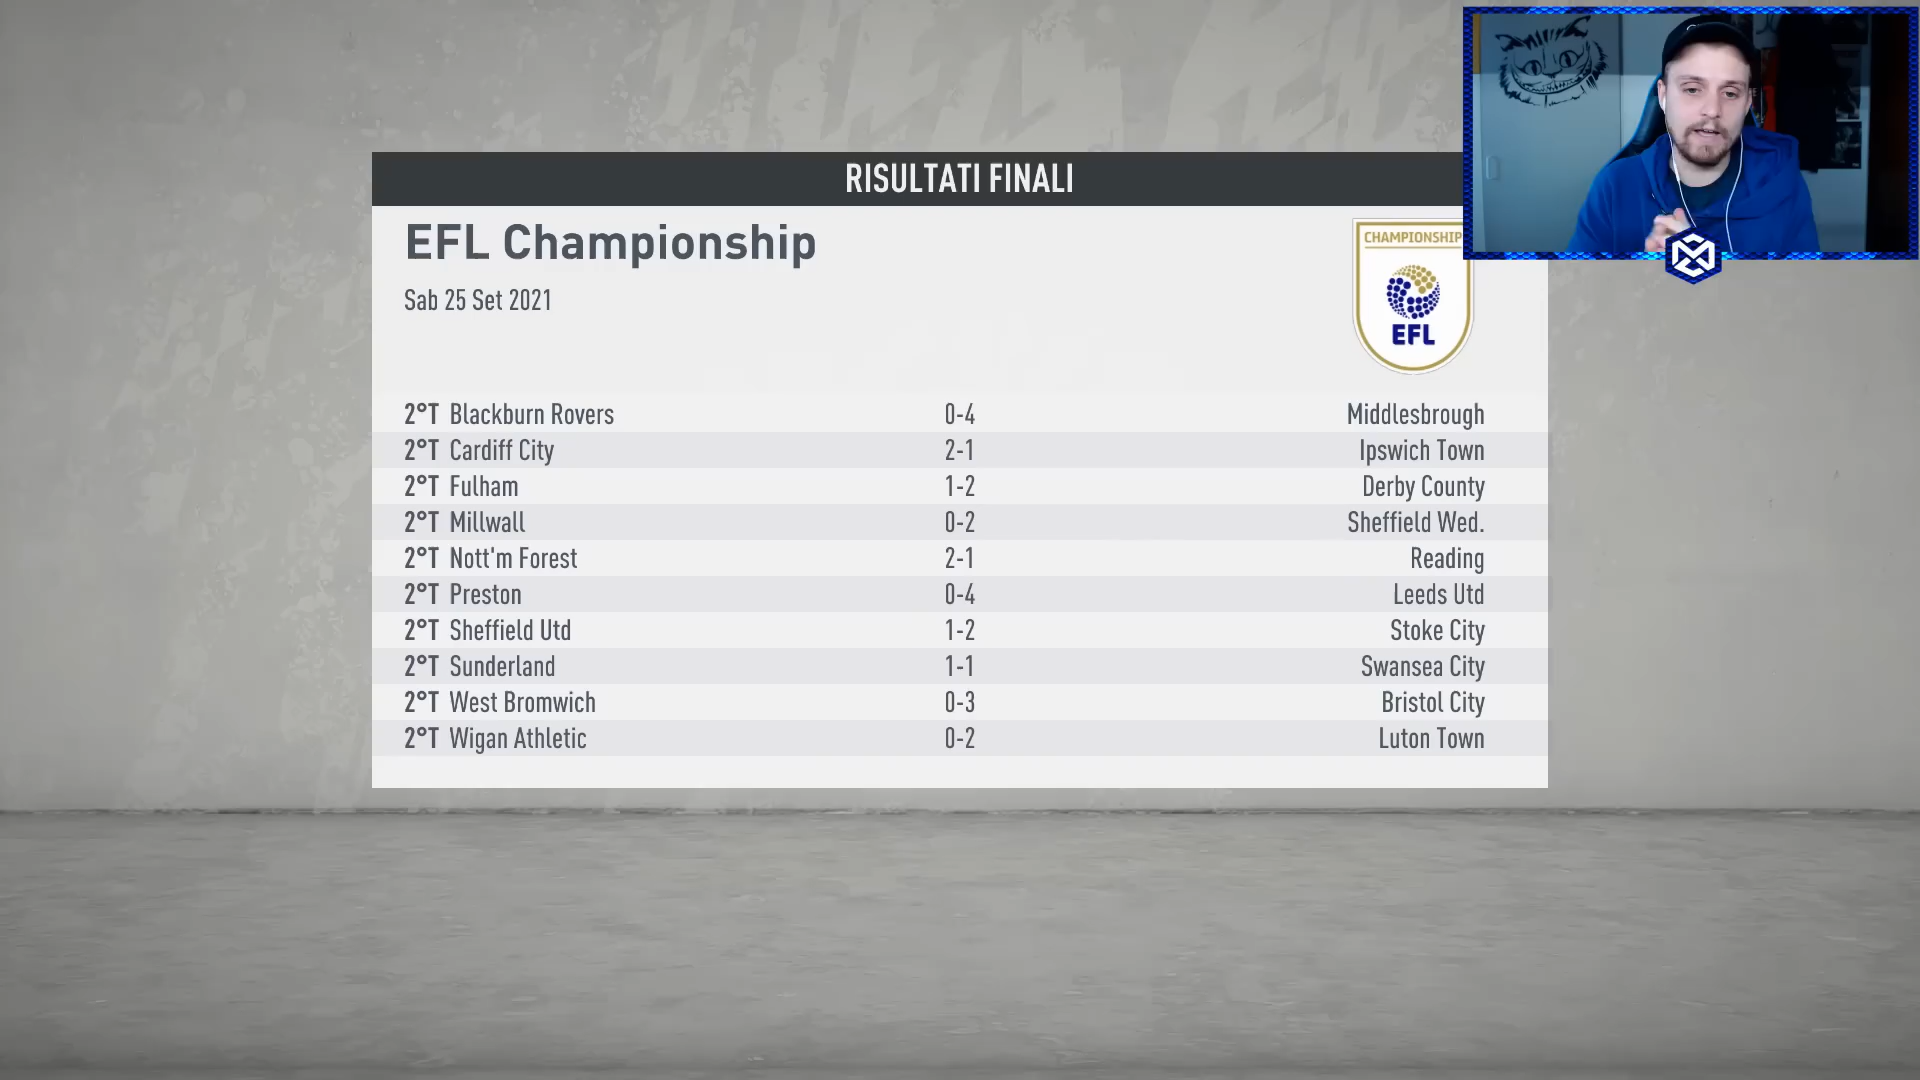 RISULTATI FINALI
EFL Championship
Sab 25 Set 2021
CHAMPIONSHIP
EFL
2°T Blackburn Rovers 0-4 Middlesbrough
2°T Cardiff City 2-1 Ipswich Town
2°T Fulham 1-2 Derby County
2°T Millwall 0-2 Sheffield Wed.
2°T Nott'm Forest 2-1 Reading
2°T Preston 0-4 Leeds Utd
2°T Sheffield Utd 1-2 Stoke City
2°T Sunderland 1-1 Swansea City
2°T West Bromwich 0-3 Bristol City
2°T Wigan Athletic 0-2 Luton Town